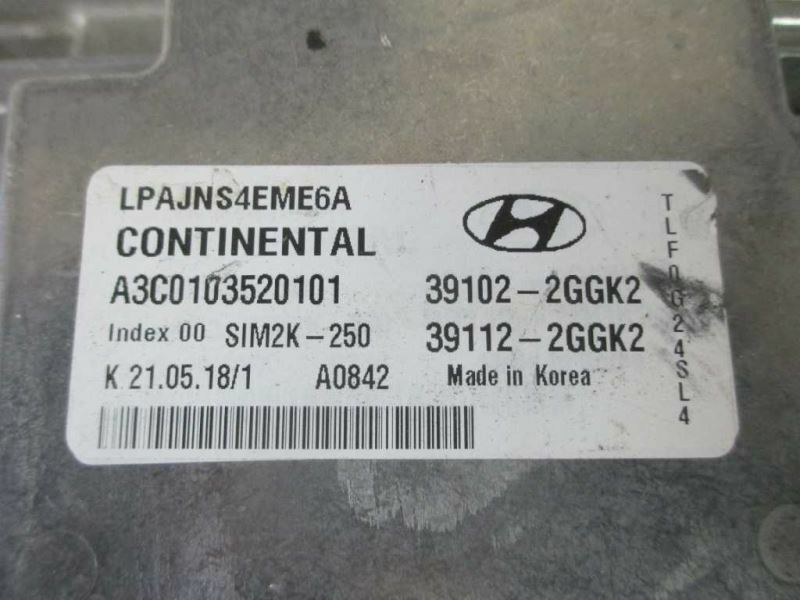 LPAJNS4EME6A
CONTINENTAL
A3C0103520101 39102-2GGK2
Index 00 SIM2K-250 39112-2GGK2
K 21.05.18/1 A0842 Made in Korea
TLF0G24SL4